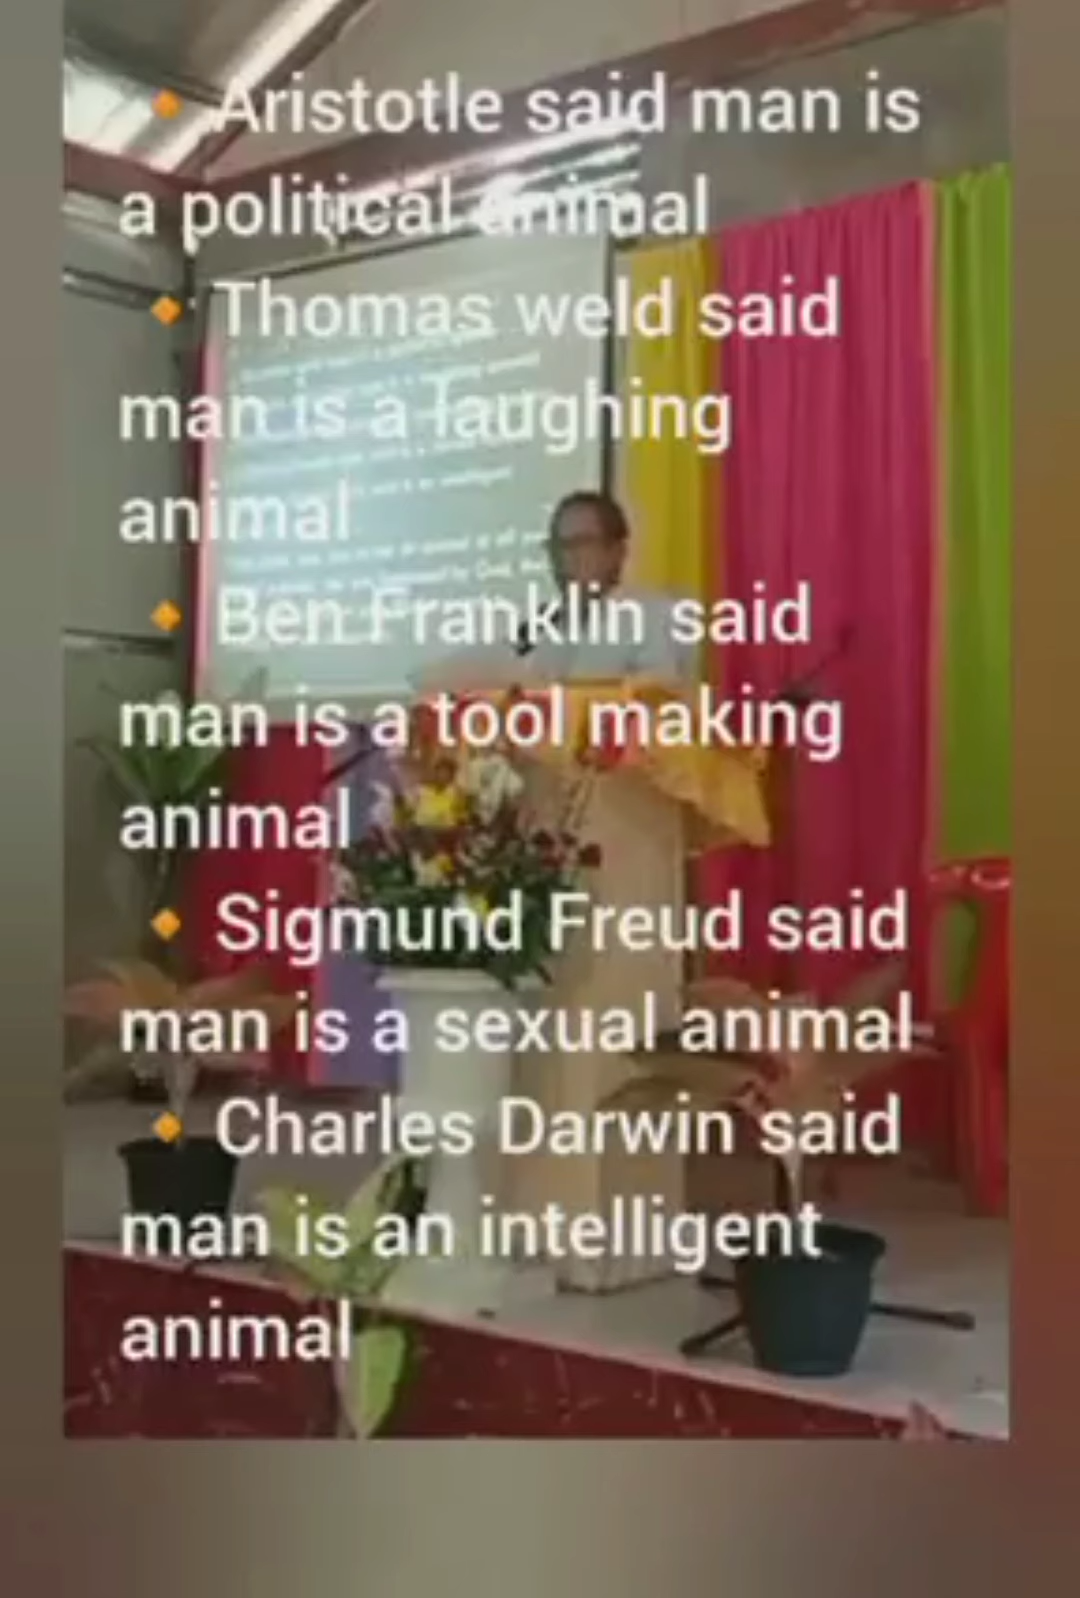 🔸 Aristotle said man is
a political animal
🔸 Thomas weld said
man is a laughing
animal
🔸 Ben Franklin said
man is a tool making
animal
🔸 Sigmund Freud said
man is a sexual animal
🔸 Charles Darwin said
man is an intelligent
animal